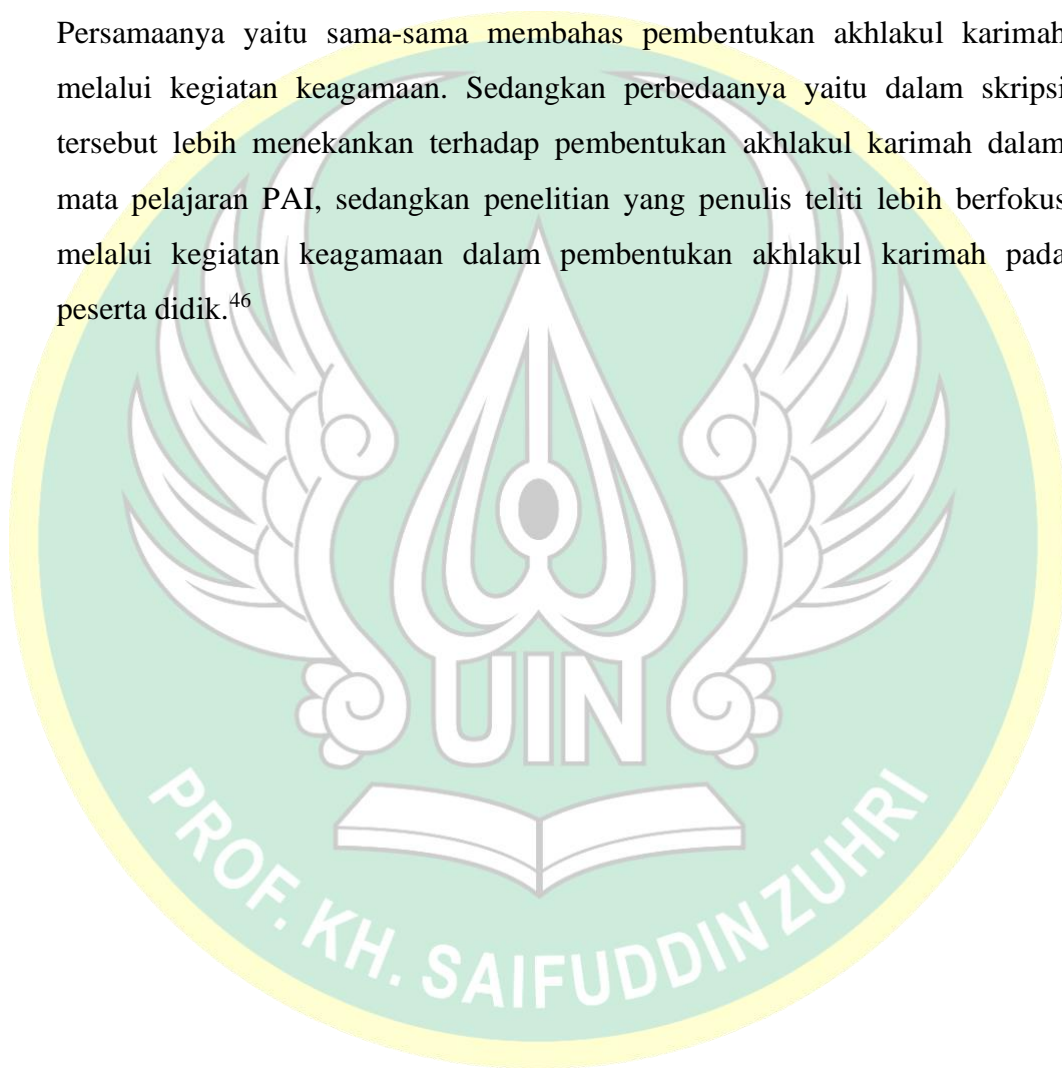 Persamaanya yaitu sama-sama membahas pembentukan akhlakul karimah
melalui kegiatan keagamaan. Sedangkan perbedaanya yaitu dalam skripsi
tersebut lebih menekankan terhadap pembentukan akhlakul karimah dalam
mata pelajaran PAI, sedangkan penelitian yang penulis teliti lebih berfokus
melalui kegiatan keagamaan dalam pembentukan akhlakul karimah pada
peserta didik.⁴⁶
UIN
PROF. KH. SAIFUDDIN ZUHRI